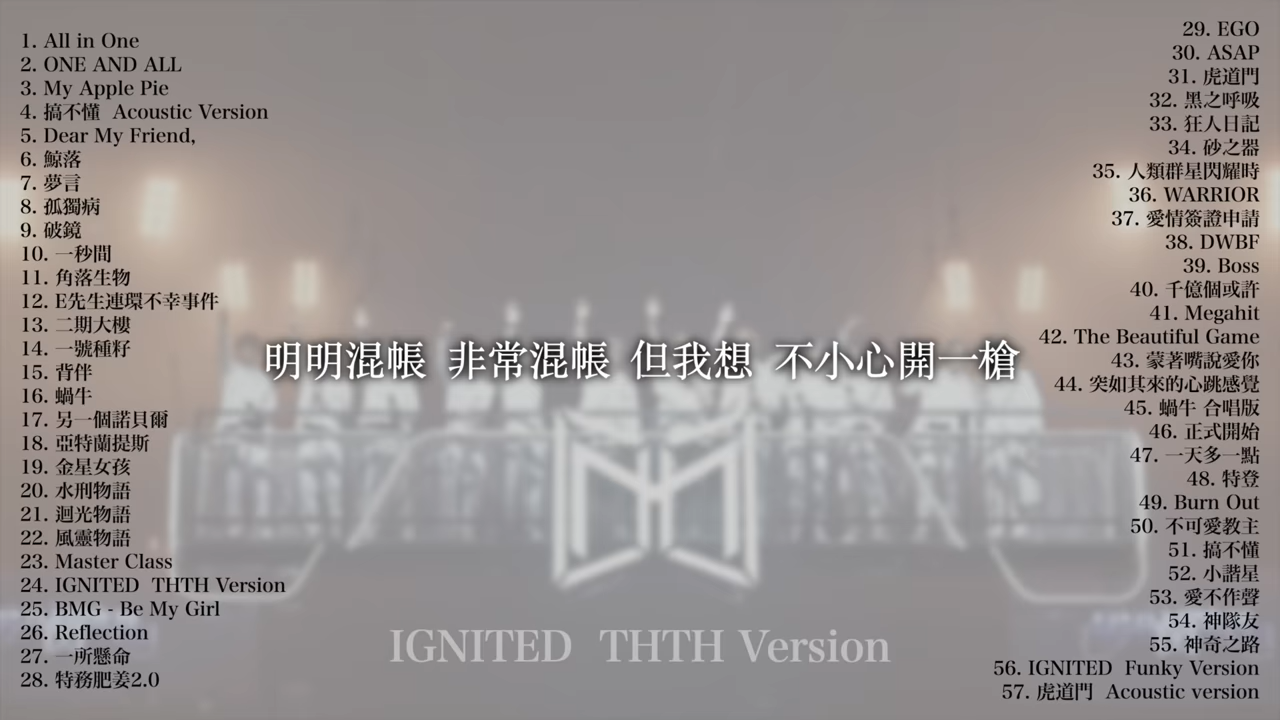 1. All in One
2. ONE AND ALL
3. My Apple Pie
4. 搞不懂 Acoustic Version
5. Dear My Friend,
6. 鯨落
7. 夢言
8. 孤獨病
9. 破鏡
10. 一秒間
11. 角落生物
12. E先生連環不幸事件
13. 二期大樓
14. 一號種籽
15. 背伴
16. 蝸牛
17. 另一個諾貝爾
18. 亞特蘭提斯
19. 金星女孩
20. 水刑物語
21. 迴光物語
22. 風靈物語
23. Master Class
24. IGNITED THTH Version
25. BMG - Be My Girl
26. Reflection
27. 一所懸命
28. 特務肥姜2.0
明明混帳 非常混帳 但我想 不小心開一槍
IGNITED THTH Version
29. EGO
30. ASAP
31. 虎道門
32. 黑之呼吸
33. 狂人日記
34. 砂之器
35. 人類群星閃耀時
36. WARRIOR
37. 愛情簽證申請
38. DWBF
39. Boss
40. 千億個或許
41. Megahit
42. The Beautiful Game
43. 蒙著嘴說愛你
44. 突如其來的心跳感覺
45. 蝸牛 合唱版
46. 正式開始
47. 一天多一點
48. 特登
49. Burn Out
50. 不可愛教主
51. 搞不懂
52. 小諧星
53. 愛不作聲
54. 神隊友
55. 神奇之路
56. IGNITED Funky Version
57. 虎道門 Acoustic version